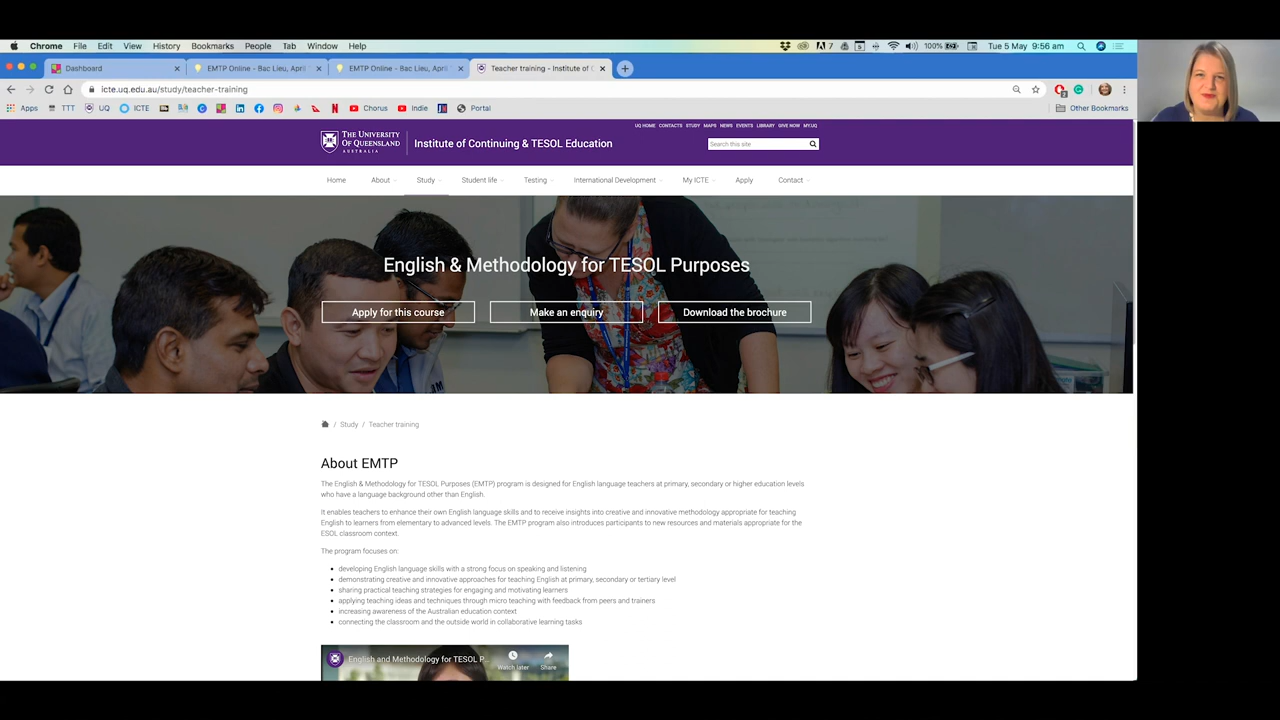 Chrome File Edit View History Bookmarks People Tab Window Help
7 100% Tue 5 May 9:56 am
Dashboard
EMTP Online - Bac Lieu, April
EMTP Online - Bac Lieu, April
Teacher training - Institute of C
icte.uq.edu.au/study/teacher-training
Apps TTT UQ ICTE Chorus Indie Portal Other Bookmarks
UQ HOME CONTACTS STUDY MAPS NEWS EVENTS LIBRARY GIVE NOW MY.UQ
THE UNIVERSITY
OF QUEENSLAND
AUSTRALIA
Institute of Continuing & TESOL Education
Search this site
Home About Study Student life Testing International Development My ICTE Apply Contact
English & Methodology for TESOL Purposes
Apply for this course Make an enquiry Download the brochure
/ Study / Teacher training
About EMTP
The English & Methodology for TESOL Purposes (EMTP) program is designed for English language teachers at primary, secondary or higher education levels
who have a language background other than English.
It enables teachers to enhance their own English language skills and to receive insights into creative and innovative methodology appropriate for teaching
English to learners from elementary to advanced levels. The EMTP program also introduces participants to new resources and materials appropriate for the
ESOL classroom context.
The program focuses on:
developing English language skills with a strong focus on speaking and listening
demonstrating creative and innovative approaches for teaching English at primary, secondary or tertiary level
sharing practical teaching strategies for engaging and motivating learners
applying teaching ideas and techniques through micro teaching with feedback from peers and trainers
increasing awareness of the Australian education context
connecting the classroom and the outside world in collaborative learning tasks
English and Methodology for TESOL P...
Watch later Share